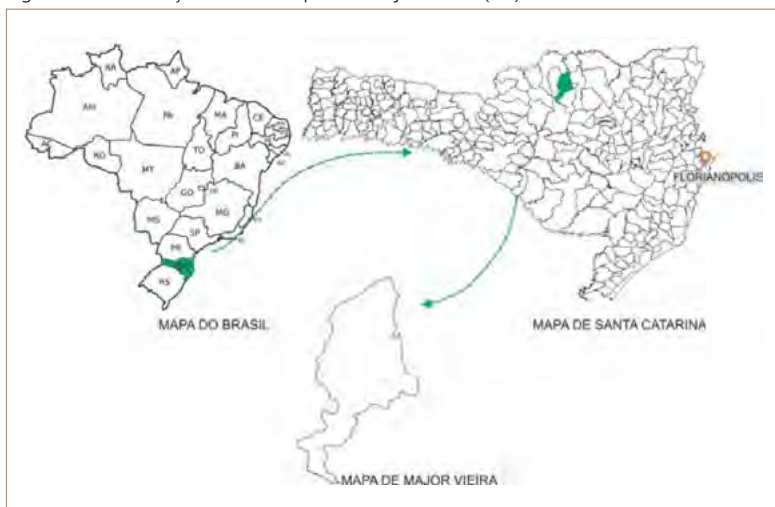 RR
AP
AM
PA
MA
CE
PI
AC
RO
TO
MT
BA
GO
MS
MG
SP
PR
RS
FLORIANÓPOLIS
MAPA DO BRASIL
MAPA DE SANTA CATARINA
MAPA DE MAJOR VIEIRA